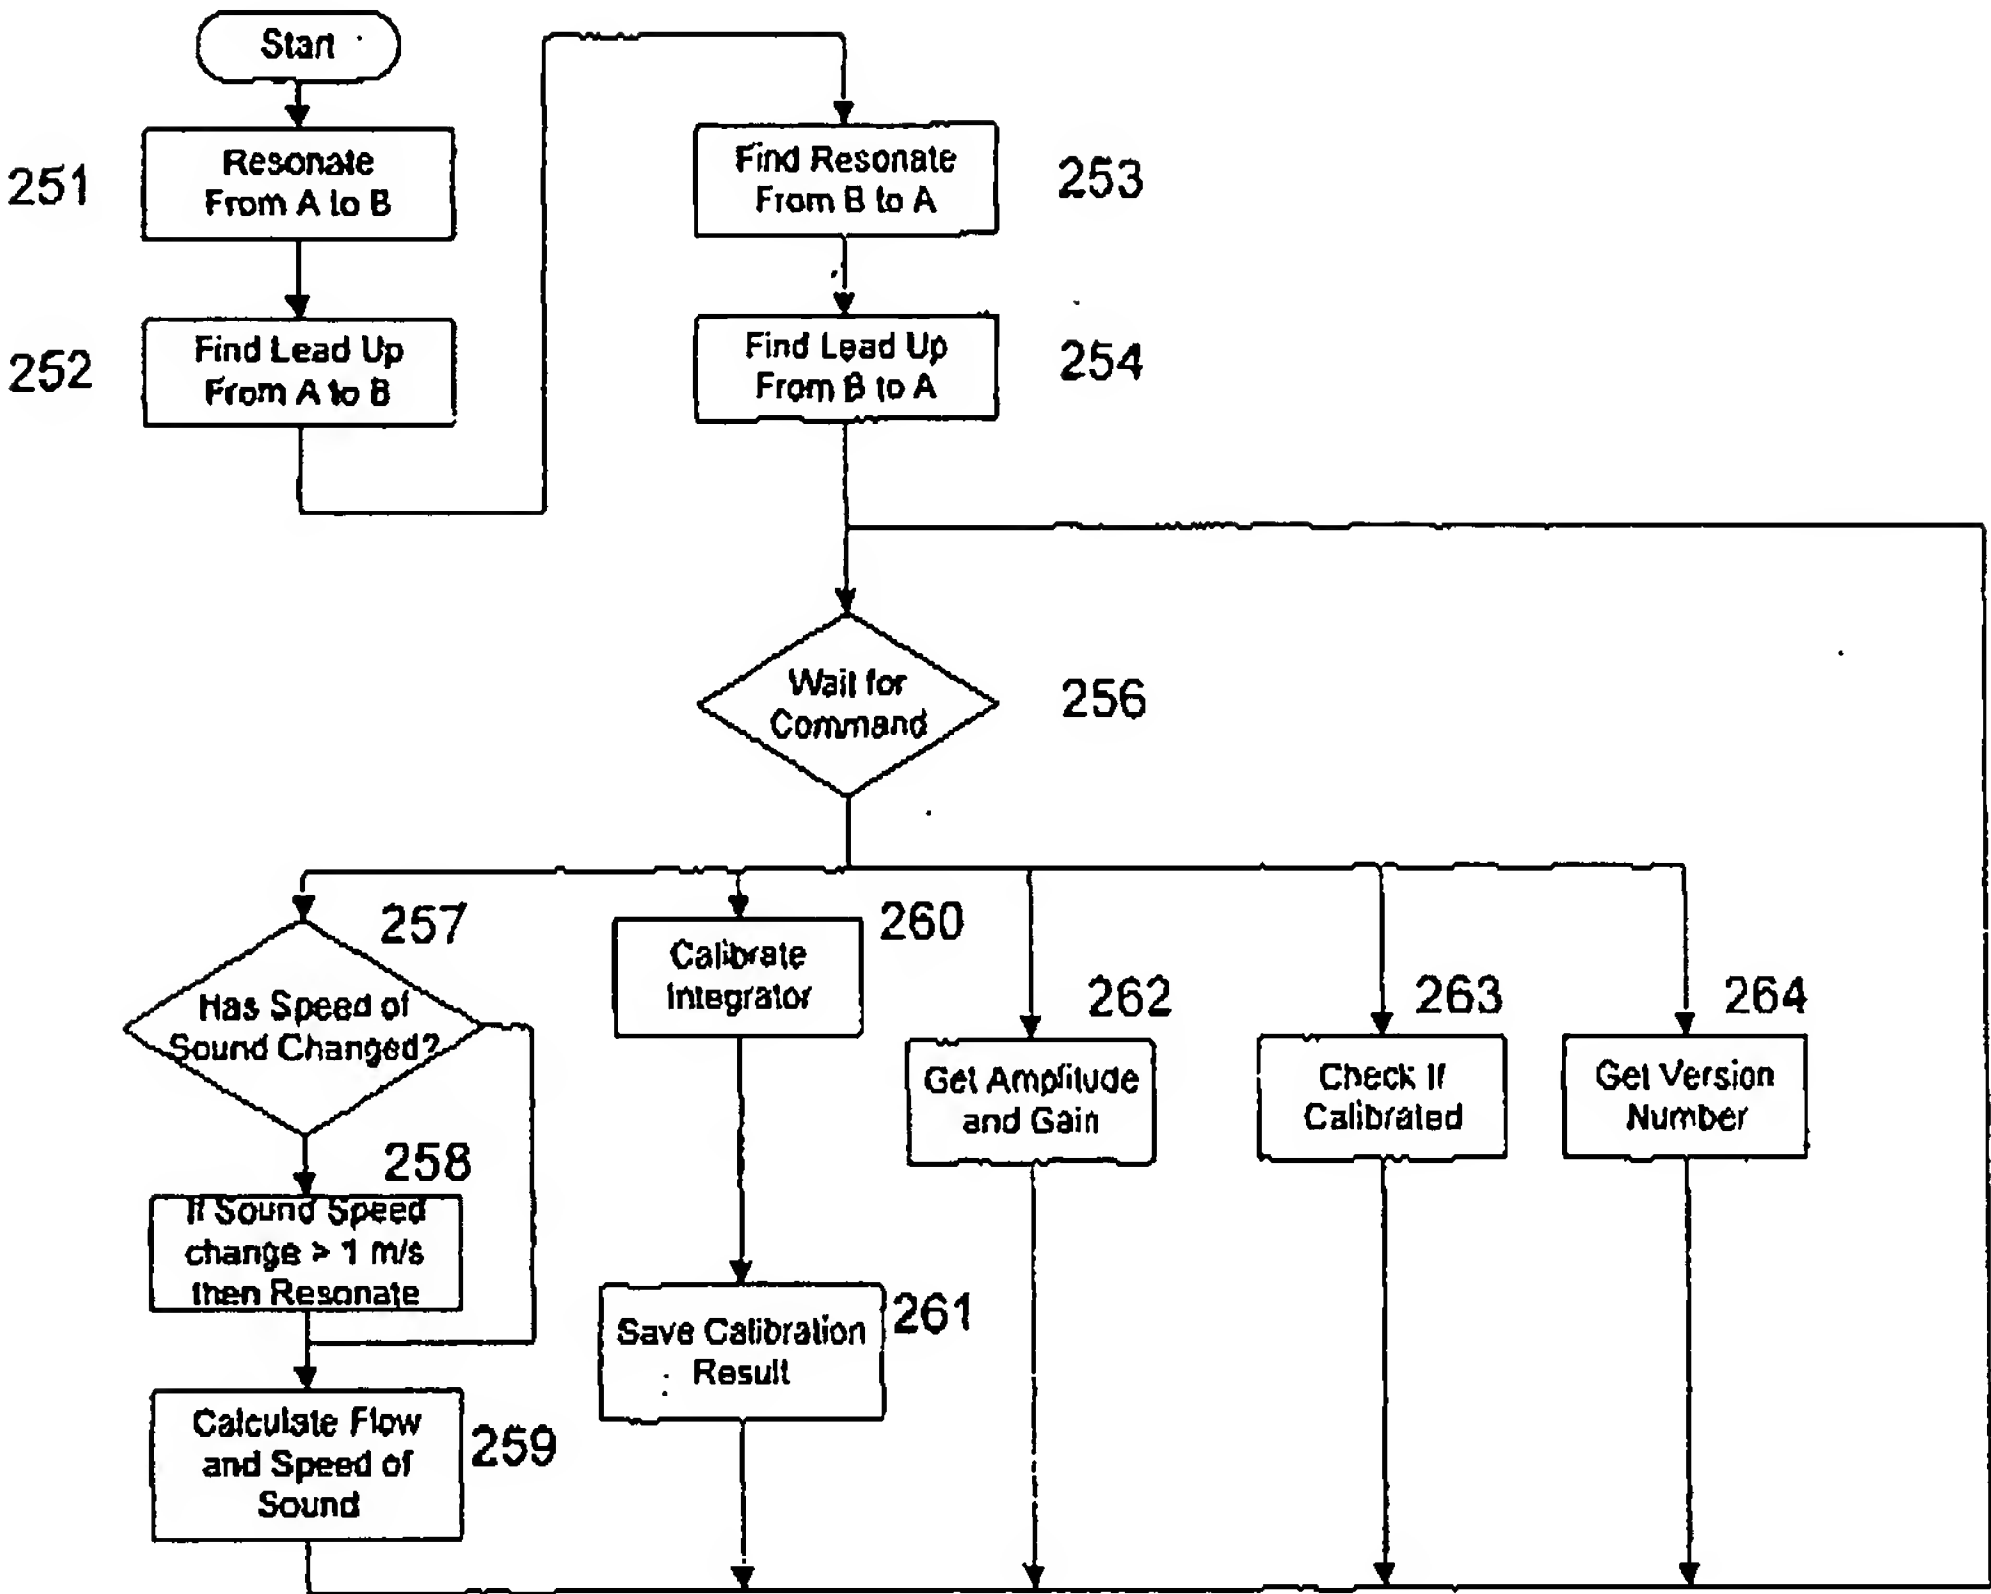 Start
251
Resonate
From A to B
252
Find Lead Up
From A to B
Find Resonate
From B to A
253
Find Lead Up
From B to A
254
Wait for
Command
256
257
Has Speed of
Sound Changed?
258
If Sound Speed
change > 1 m/s
then Resonate
Calculate Flow
and Speed of
Sound
259
260
Calibrate
Integrator
Save Calibration
Result
261
262
Get Amplitude
and Gain
263
Check If
Calibrated
264
Get Version
Number